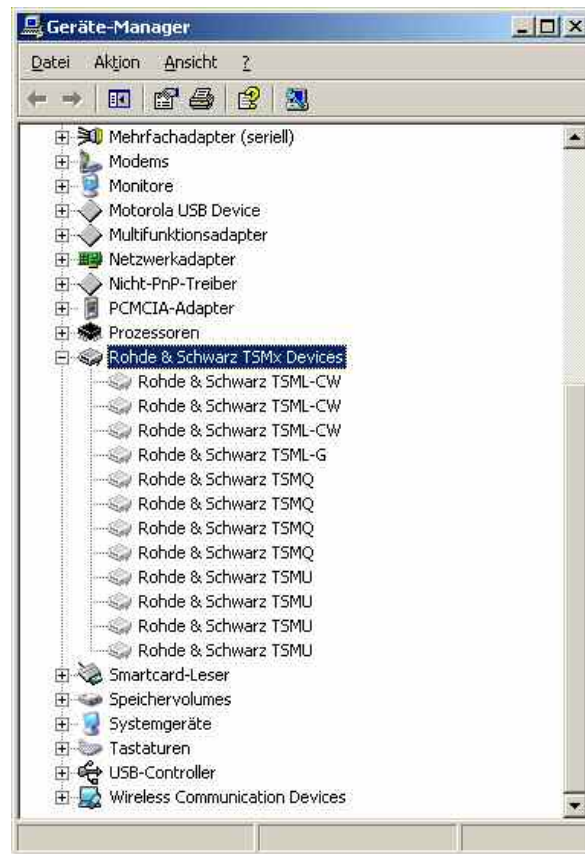 Geräte-Manager
Datei Aktion Ansicht ?
Mehrfachadapter (seriell)
Modems
Monitore
Motorola USB Device
Multifunktionsadapter
Netzwerkadapter
Nicht-PnP-Treiber
PCMCIA-Adapter
Prozessoren
Rohde & Schwarz TSMx Devices
Rohde & Schwarz TSML-CW
Rohde & Schwarz TSML-CW
Rohde & Schwarz TSML-CW
Rohde & Schwarz TSML-G
Rohde & Schwarz TSMQ
Rohde & Schwarz TSMQ
Rohde & Schwarz TSMQ
Rohde & Schwarz TSMQ
Rohde & Schwarz TSMU
Rohde & Schwarz TSMU
Rohde & Schwarz TSMU
Rohde & Schwarz TSMU
Smartcard-Leser
Speichervolumes
Systemgeräte
Tastaturen
USB-Controller
Wireless Communication Devices